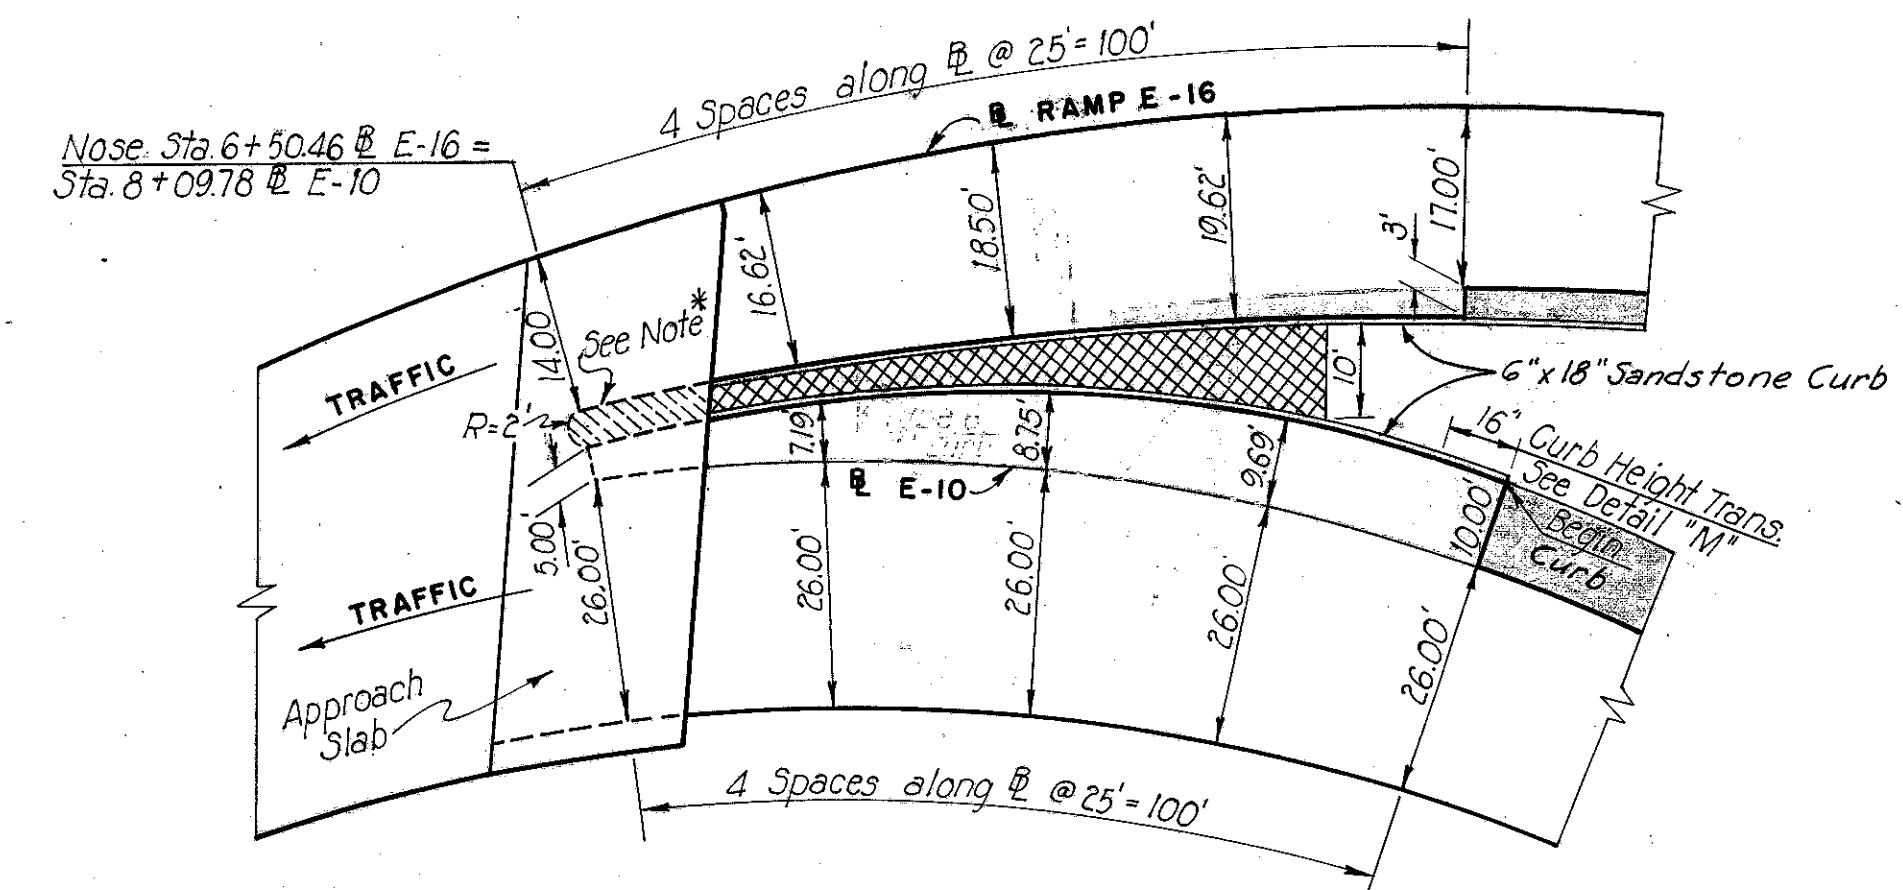 4 Spaces along ℞ @ 25' = 100'
℞ RAMP E-16
Nose Sta. 6+50.46 ℞ E-16 =
Sta. 8+09.78 ℞ E-10
14.00
See Note*
16.62'
18.50'
19.62'
3'
17.00'
TRAFFIC
R=2'
10'
6"x18" Sandstone Curb
16" Curb Height Trans.
See Detail "M"
Begin
Curb
7.19'
8.75'
9.69'
10.00'
℞ E-10
5.00'
26.00'
26.00'
26.00'
26.00'
26.00'
TRAFFIC
Approach
Slab
4 Spaces along ℞ @ 25' = 100'